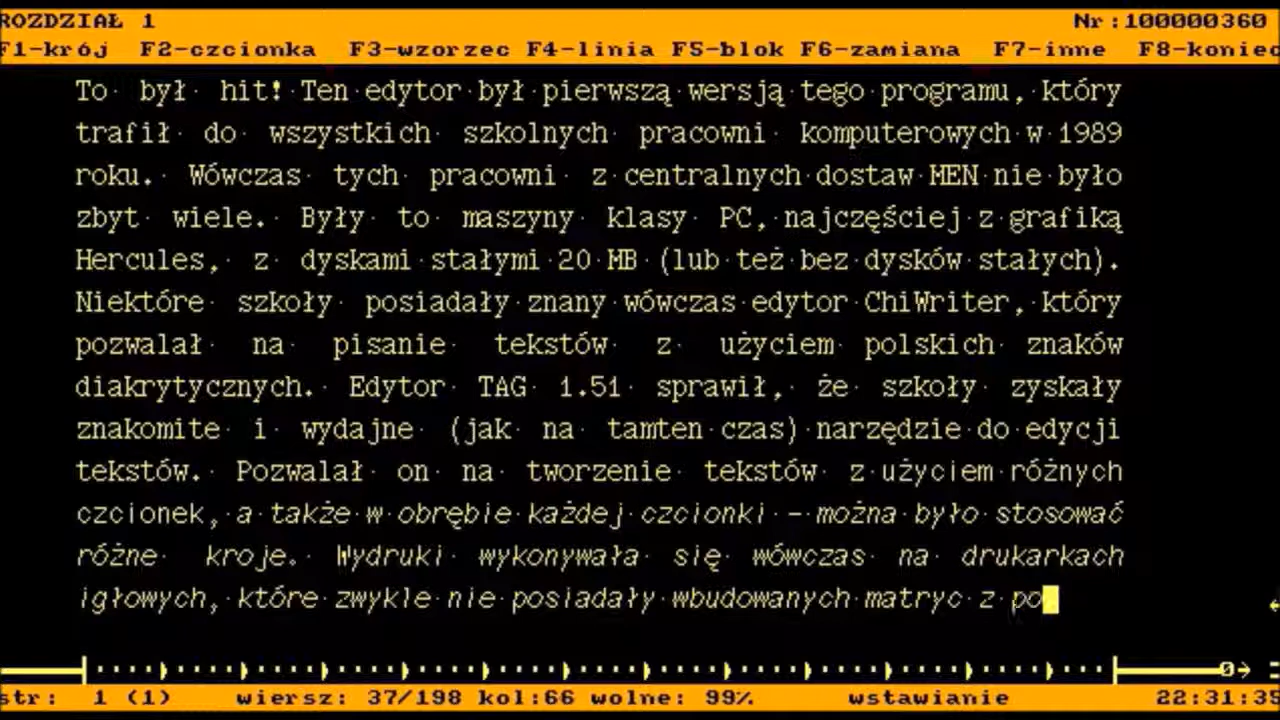 ROZDZIAŁ 1 Nr:100000360
F1-krój F2-czcionka F3-wzorzec F4-linia F5-blok F6-zamiana F7-inne F8-koniec
To był hit! Ten edytor był pierwszą wersją tego programu, który
trafił do wszystkich szkolnych pracowni komputerowych w 1989
roku. Wówczas tych pracowni z centralnych dostaw MEN nie było
zbyt wiele. Były to maszyny klasy PC, najczęściej z grafiką
Hercules, z dyskami stałymi 20 MB (lub też bez dysków stałych).
Niektóre szkoły posiadały znany wówczas edytor ChiWriter, który
pozwalał na pisanie tekstów z użyciem polskich znaków
diakrytycznych. Edytor TAG 1.51 sprawił, że szkoły zyskały
znakomite i wydajne (jak na tamten czas) narzędzie do edycji
tekstów. Pozwalał on na tworzenie tekstów z użyciem różnych
czcionek, a także w obrębie każdej czcionki - można było stosować
różne kroje. Wydruki wykonywała się wówczas na drukarkach
igłowych, które zwykle nie posiadały wbudowanych matryc z po
0
str: 1 (1) wiersz: 37/198 kol:66 wolne: 99% wstawianie 22:31:35